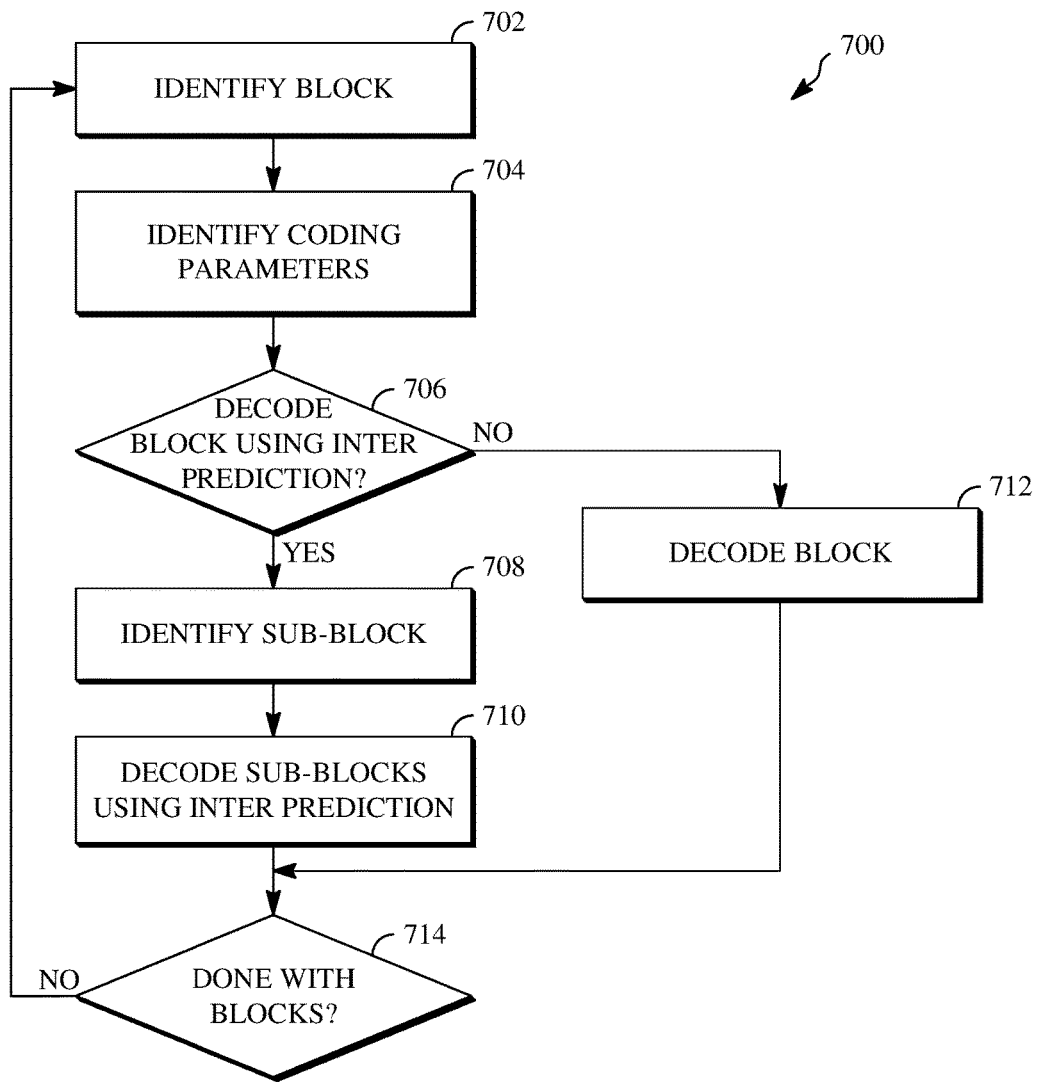 702
700
IDENTIFY BLOCK
704
IDENTIFY CODING
PARAMETERS
706
DECODE
BLOCK USING INTER
PREDICTION?
NO
712
DECODE BLOCK
YES
708
IDENTIFY SUB-BLOCK
710
DECODE SUB-BLOCKS
USING INTER PREDICTION
714
DONE WITH
BLOCKS?
NO